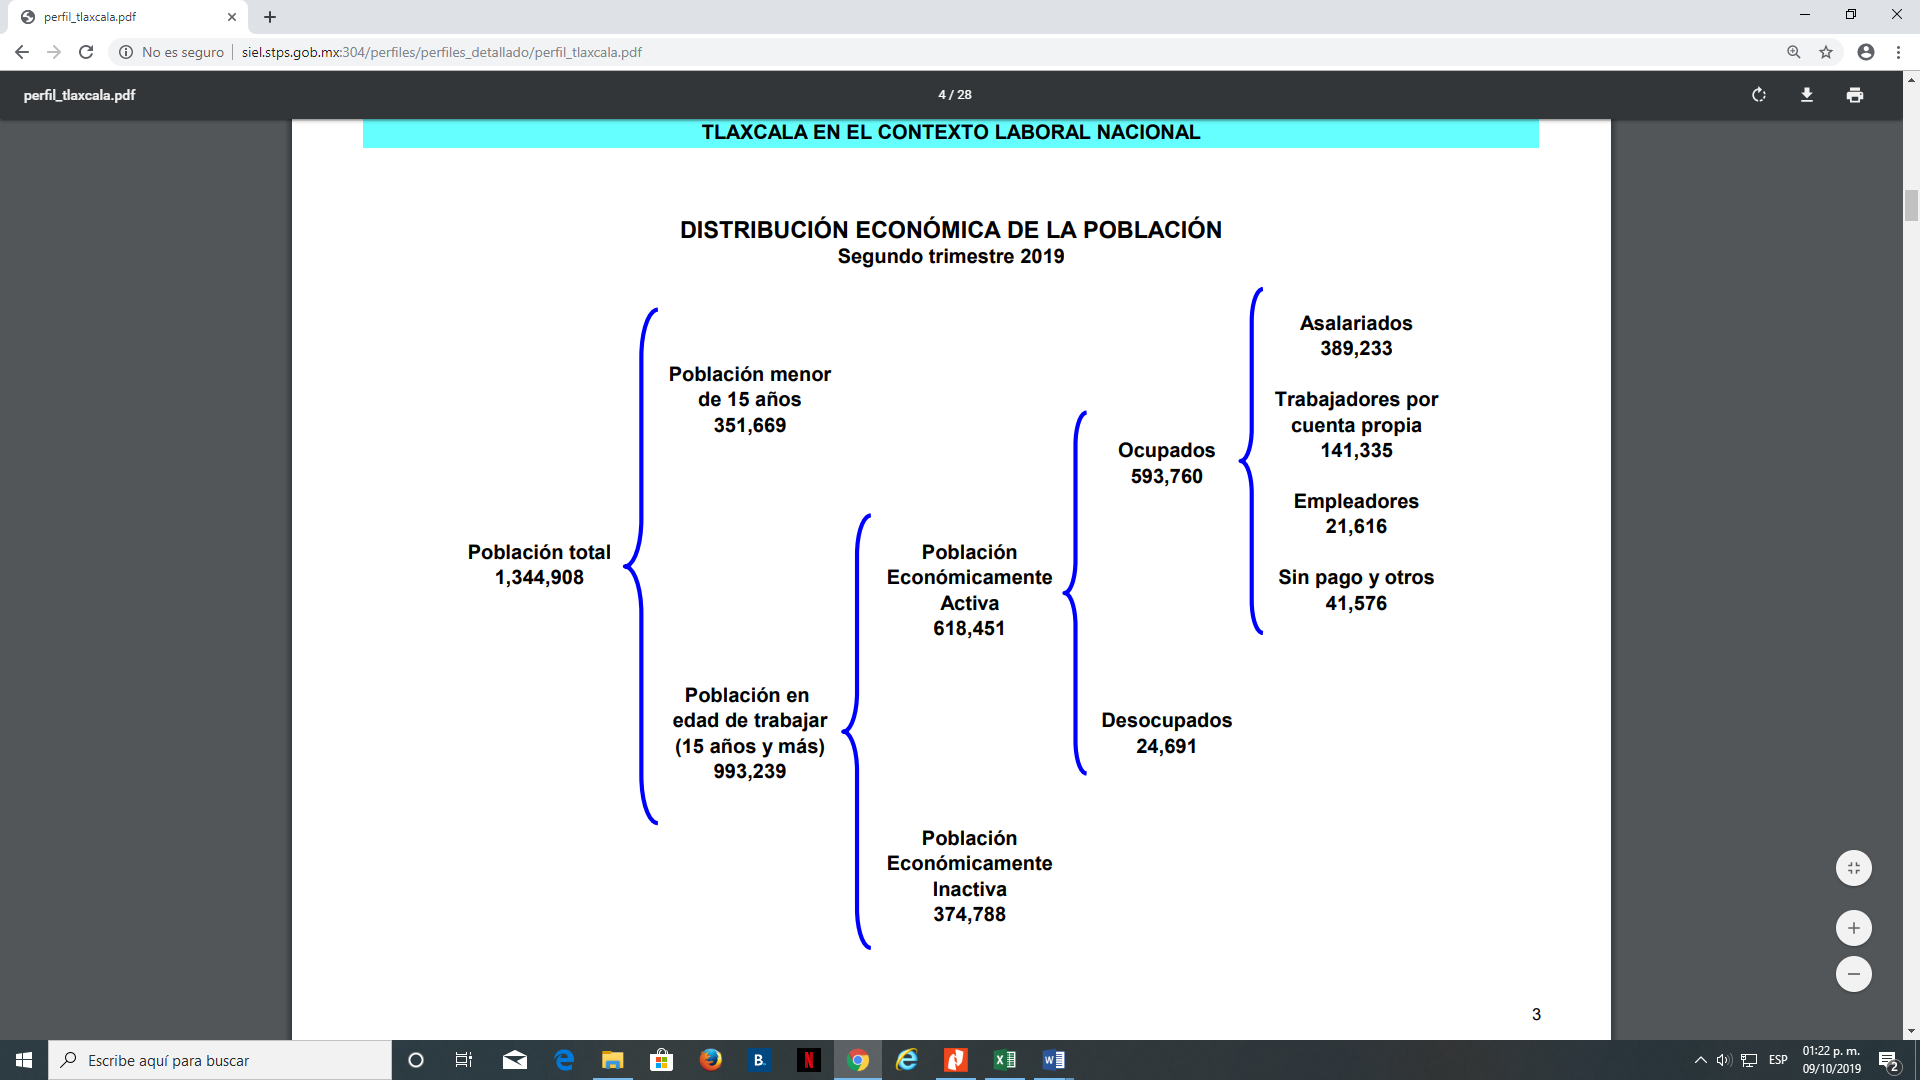 perfil_tlaxcala.pdf
No es seguro
siel.stps.gob.mx:304/perfiles/perfiles_detallado/perfil_tlaxcala.pdf
perfil_tlaxcala.pdf
4 / 28
TLAXCALA EN EL CONTEXTO LABORAL NACIONAL
DISTRIBUCIÓN ECONÓMICA DE LA POBLACIÓN
Segundo trimestre 2019
Población total
1,344,908
Población menor
de 15 años
351,669
Población en
edad de trabajar
(15 años y más)
993,239
Población
Económicamente
Activa
618,451
Población
Económicamente
Inactiva
374,788
Ocupados
593,760
Desocupados
24,691
Asalariados
389,233
Trabajadores por
cuenta propia
141,335
Empleadores
21,616
Sin pago y otros
41,576
3
Escribe aquí para buscar
B.
N
ESP
01:22 p. m.
09/10/2019
2